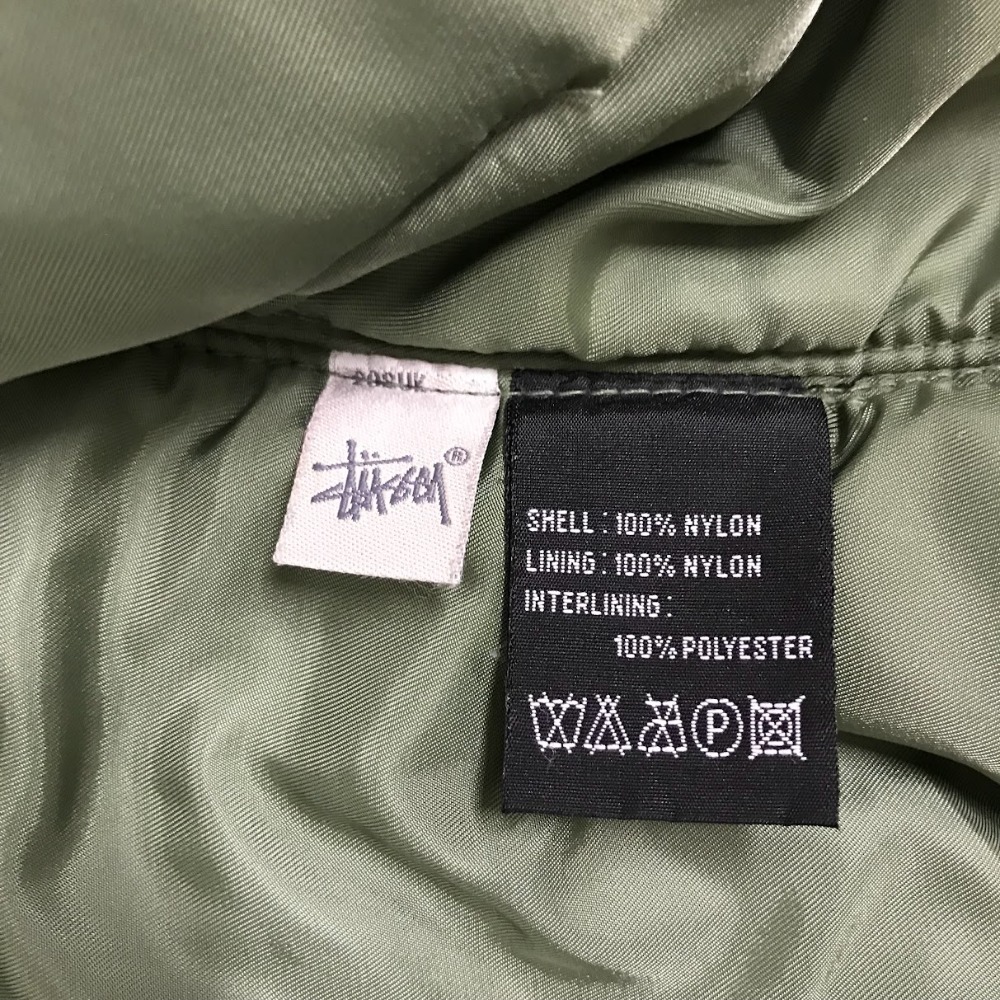 Stüssy®
SHELL : 100% NYLON
LINING : 100% NYLON
INTERLINING :
100% POLYESTER
P